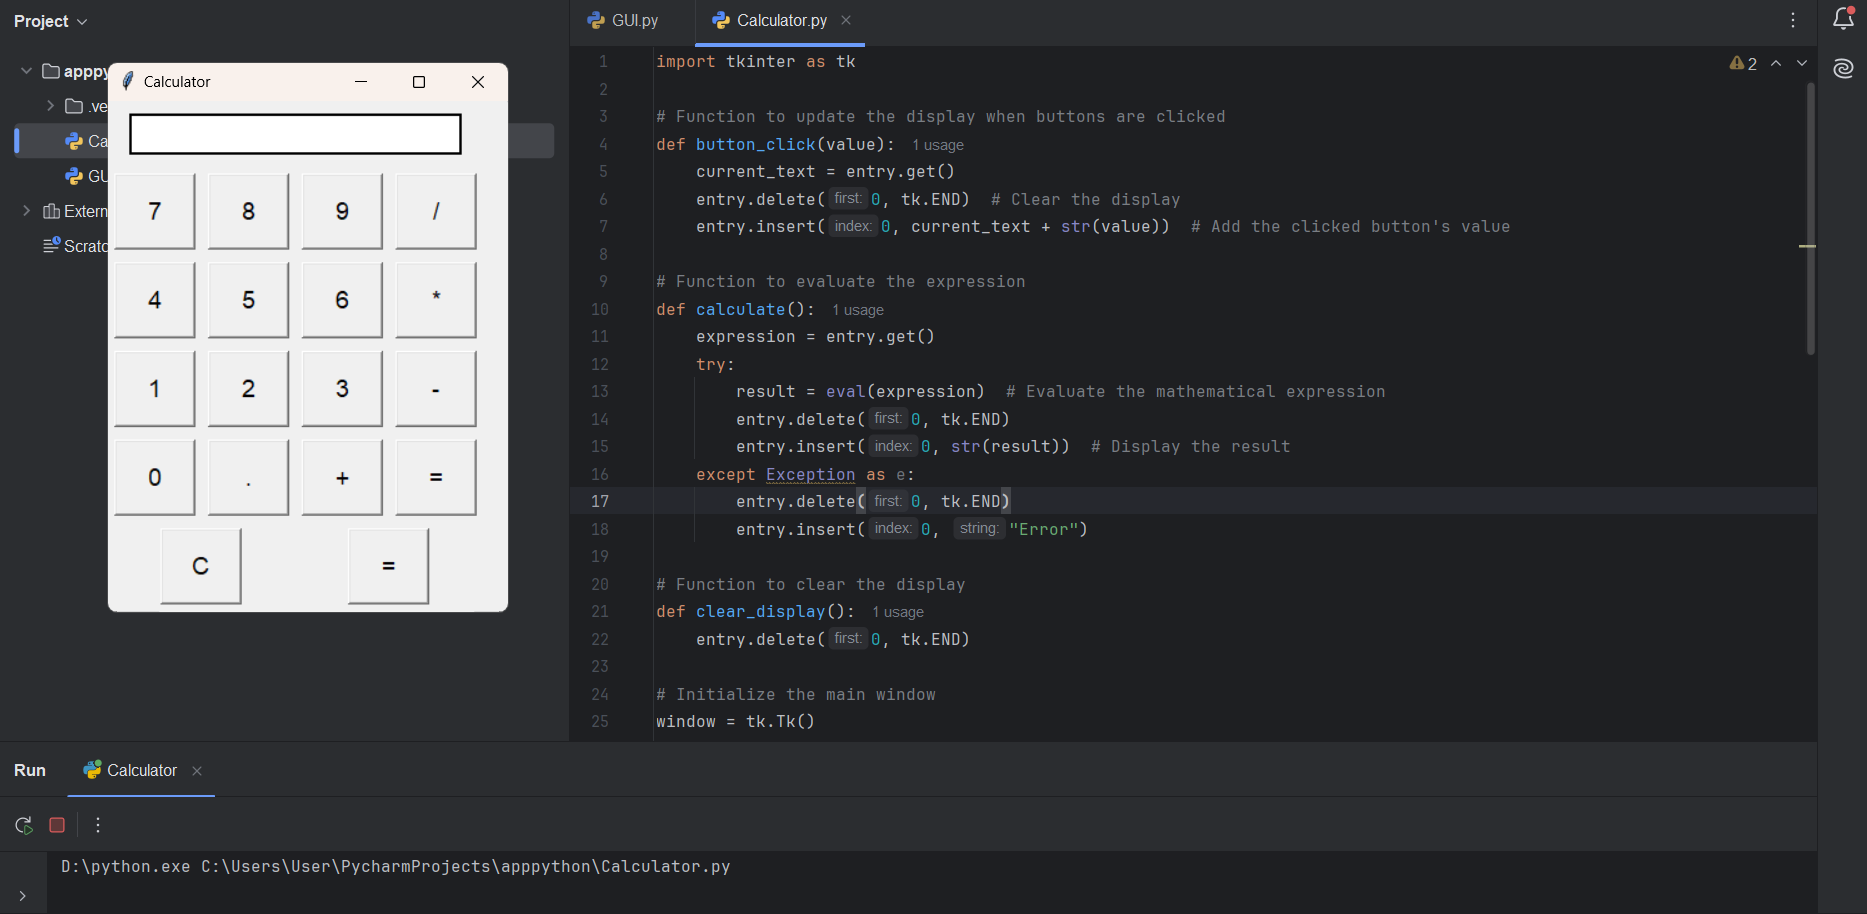 Project
GUI.py
Calculator.py
apppy
.ve
Ca
GU
Extern
Scratc
Calculator
7 8 9 /
4 5 6 *
1 2 3 -
0 . + =
C =
2
1 import tkinter as tk
2
3 # Function to update the display when buttons are clicked
4 def button_click(value): 1 usage
5 current_text = entry.get()
6 entry.delete( first: 0, tk.END) # Clear the display
7 entry.insert( index: 0, current_text + str(value)) # Add the clicked button's value
8
9 # Function to evaluate the expression
10 def calculate(): 1 usage
11 expression = entry.get()
12 try:
13 result = eval(expression) # Evaluate the mathematical expression
14 entry.delete( first: 0, tk.END)
15 entry.insert( index: 0, str(result)) # Display the result
16 except Exception as e:
17 entry.delete( first: 0, tk.END)
18 entry.insert( index: 0, string: "Error")
19
20 # Function to clear the display
21 def clear_display(): 1 usage
22 entry.delete( first: 0, tk.END)
23
24 # Initialize the main window
25 window = tk.Tk()
Run
Calculator
D:\python.exe C:\Users\User\PycharmProjects\apppython\Calculator.py